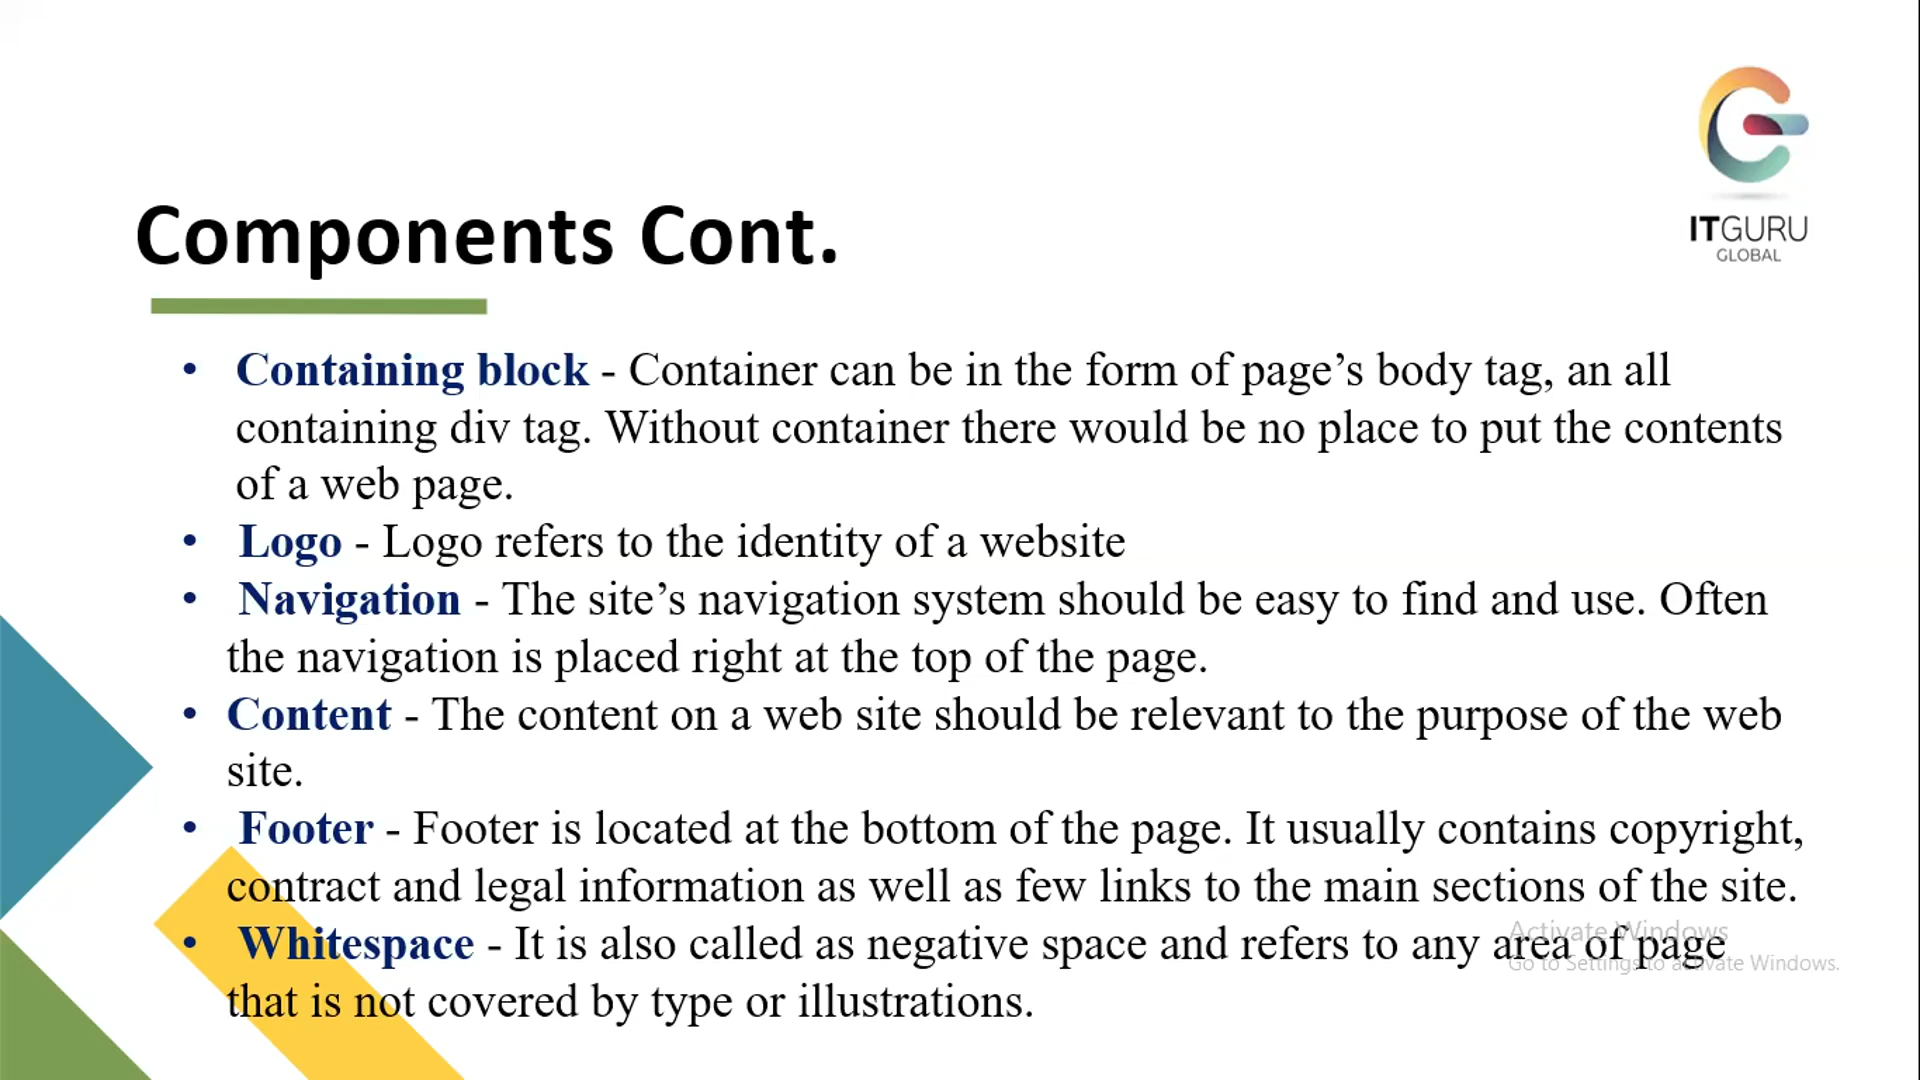 ITGURU
GLOBAL
Components Cont.
• Containing block - Container can be in the form of page’s body tag, an all
containing div tag. Without container there would be no place to put the contents
of a web page.
• Logo - Logo refers to the identity of a website
• Navigation - The site’s navigation system should be easy to find and use. Often
the navigation is placed right at the top of the page.
• Content - The content on a web site should be relevant to the purpose of the web
site.
• Footer - Footer is located at the bottom of the page. It usually contains copyright,
contract and legal information as well as few links to the main sections of the site.
• Whitespace - It is also called as negative space and refers to any area of page
that is not covered by type or illustrations.
Activate Windows
Go to Settings to activate Windows.